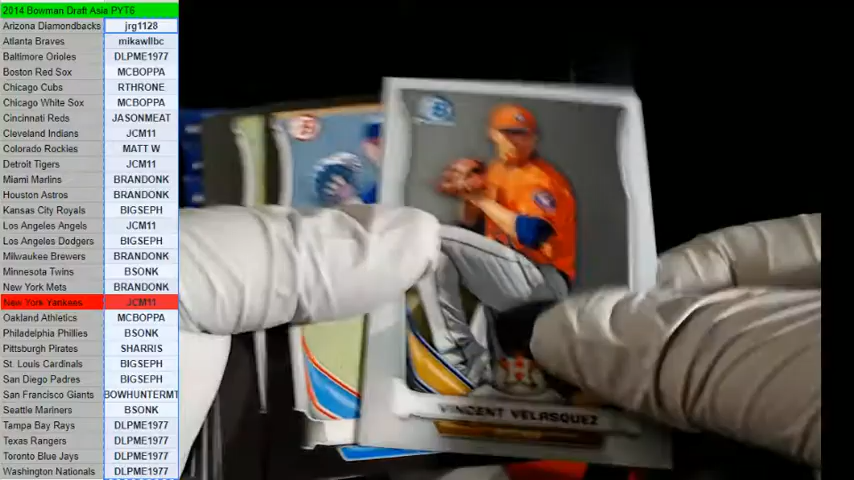 2014 Bowman Draft Asia PYT6
Arizona Diamondbacks jrg1128
Atlanta Braves mikawllbc
Baltimore Orioles DLPME1977
Boston Red Sox MCBOPPA
Chicago Cubs RTHRONE
Chicago White Sox MCBOPPA
Cincinnati Reds JASONMEAT
Cleveland Indians JCM11
Colorado Rockies MATT W
Detroit Tigers JCM11
Miami Marlins BRANDONK
Houston Astros BRANDONK
Kansas City Royals BIGSEPH
Los Angeles Angels JCM11
Los Angeles Dodgers BIGSEPH
Milwaukee Brewers BRANDONK
Minnesota Twins BSONK
New York Mets BRANDONK
New York Yankees JCM11
Oakland Athletics MCBOPPA
Philadelphia Phillies BSONK
Pittsburgh Pirates SHARRIS
St. Louis Cardinals BIGSEPH
San Diego Padres BIGSEPH
San Francisco Giants BOWHUNTERMT
Seattle Mariners BSONK
Tampa Bay Rays DLPME1977
Texas Rangers DLPME1977
Toronto Blue Jays DLPME1977
Washington Nationals DLPME1977
B
B
H
VINCENT VELASQUEZ